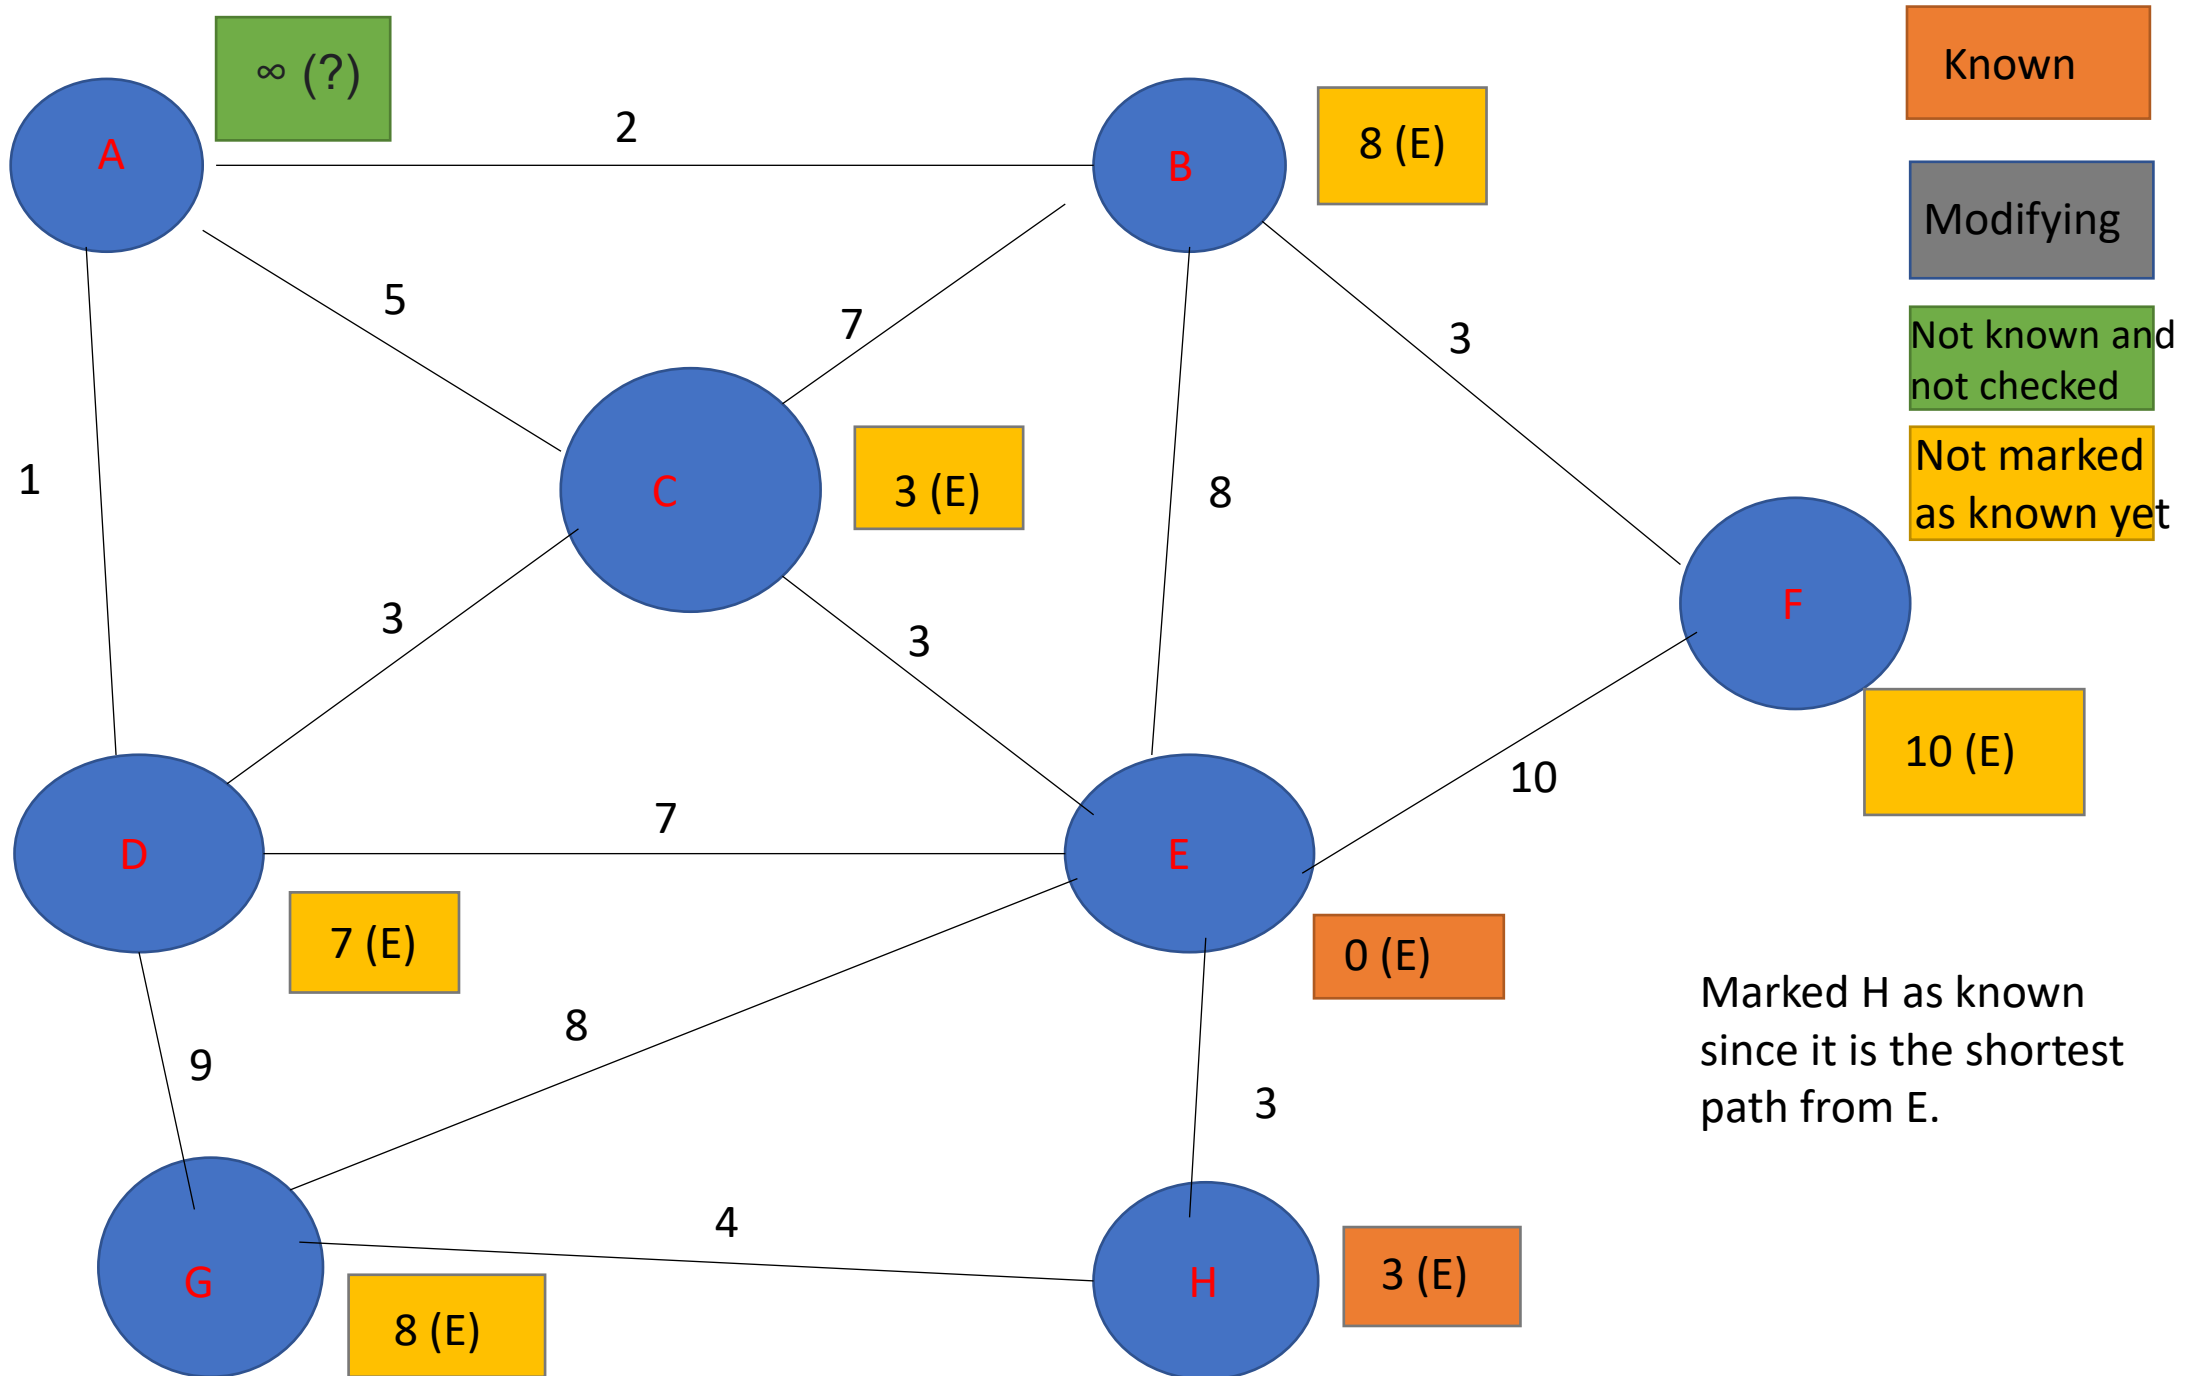 ∞ (?)
Known
A
2
B
8 (E)
Modifying
5
7
3
Not known and
not checked
1
C
3 (E)
8
Not marked
as known yet
3
3
F
10 (E)
10
7
D
E
7 (E)
0 (E)
8
9
3
Marked H as known
since it is the shortest
path from E.
4
G
H
3 (E)
8 (E)